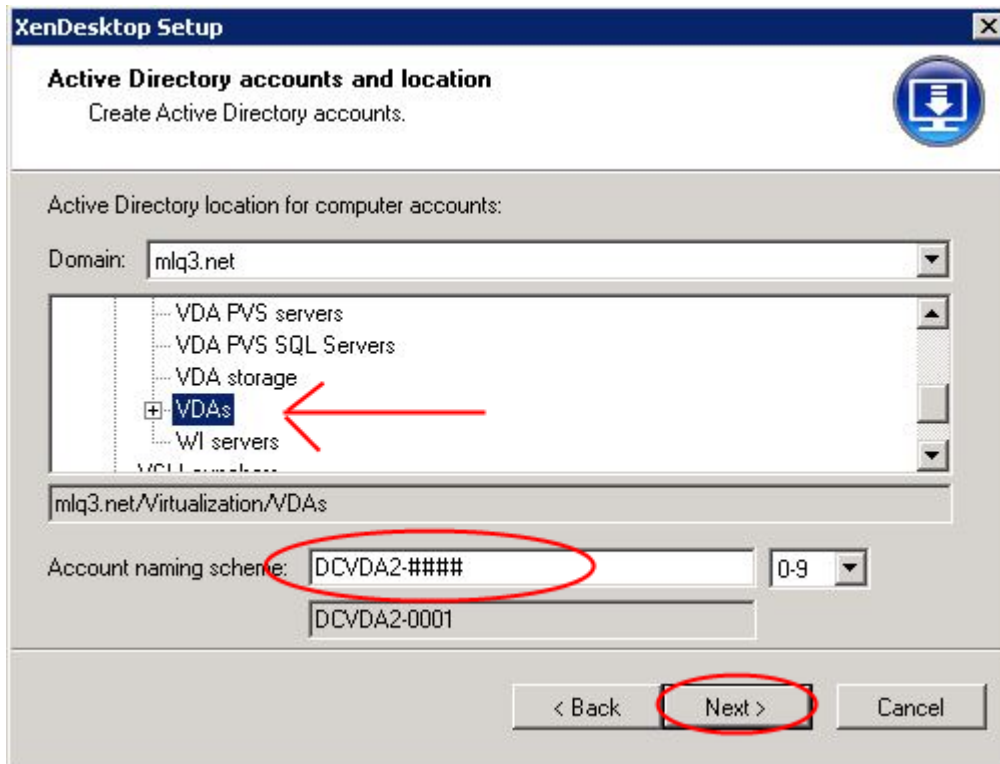 XenDesktop Setup
Active Directory accounts and location
Create Active Directory accounts.
Active Directory location for computer accounts:
Domain: mlq3.net
VDA PVS servers
VDA PVS SQL Servers
VDA storage
VDAs
WI servers
mlq3.net/Virtualization/VDAs
Account naming scheme: DCVDA2-#### 0-9
DCVDA2-0001
< Back Next > Cancel